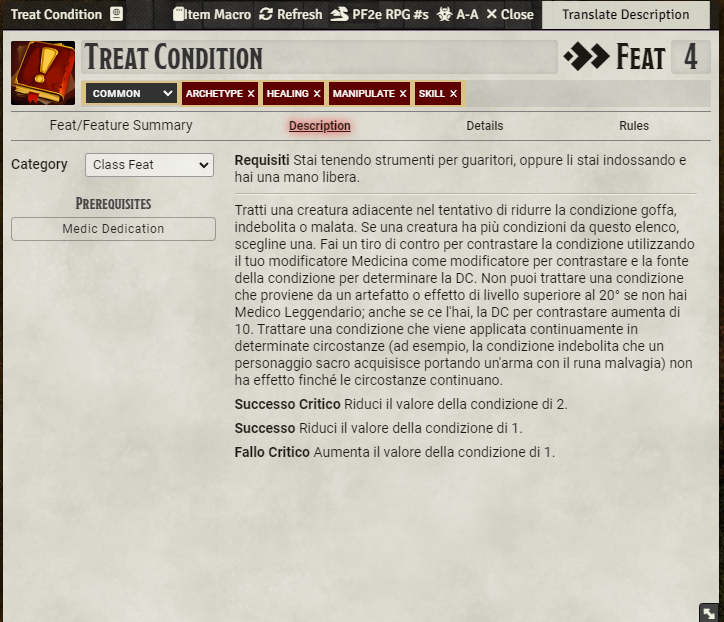 Treat Condition Item Macro Refresh PF2e RPG #s A-A Close Translate Description
TREAT CONDITION FEAT 4
COMMON ARCHETYPE X HEALING X MANIPULATE X SKILL X
Feat/Feature Summary Description Details Rules
Category Class Feat
PREREQUISITES
Medic Dedication
Requisiti Stai tenendo strumenti per guaritori, oppure li stai indossando e
hai una mano libera.
Tratti una creatura adiacente nel tentativo di ridurre la condizione goffa,
indebolita o malata. Se una creatura ha più condizioni da questo elenco,
scegline una. Fai un tiro di contro per contrastare la condizione utilizzando
il tuo modificatore Medicina come modificatore per contrastare e la fonte
della condizione per determinare la DC. Non puoi trattare una condizione
che proviene da un artefatto o effetto di livello superiore al 20° se non hai
Medico Leggendario; anche se ce l'hai, la DC per contrastare aumenta di
10. Trattare una condizione che viene applicata continuamente in
determinate circostanze (ad esempio, la condizione indebolita che un
personaggio sacro acquisisce portando un'arma con il runa malvagia) non
ha effetto finché le circostanze continuano.
Successo Critico Riduci il valore della condizione di 2.
Successo Riduci il valore della condizione di 1.
Fallo Critico Aumenta il valore della condizione di 1.